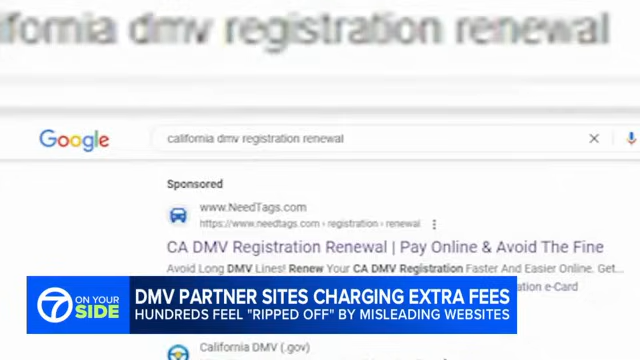 ifornia dmv registration renewal
Google
california dmv registration renewal
Sponsored
www.NeedTags.com
https://www.needtags.com › registration › renewal
CA DMV Registration Renewal | Pay Online & Avoid The Fine
Avoid Long DMV Lines! Renew Your CA DMV Registration Faster And Easier Online. Get...
ation e-Card
7 ON YOUR SIDE
DMV PARTNER SITES CHARGING EXTRA FEES
HUNDREDS FEEL "RIPPED OFF" BY MISLEADING WEBSITES
California DMV (.gov)